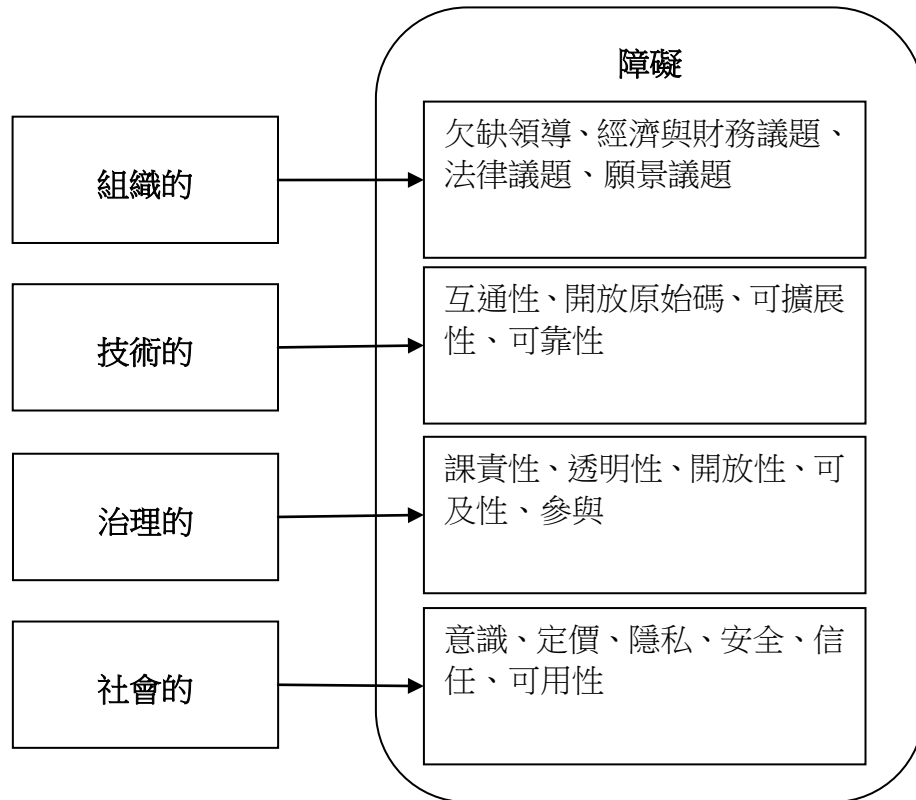 障礙
組織的
欠缺領導、經濟與財務議題、
法律議題、願景議題
技術的
互通性、開放原始碼、可擴展
性、可靠性
治理的
課責性、透明性、開放性、可
及性、參與
社會的
意識、定價、隱私、安全、信
任、可用性